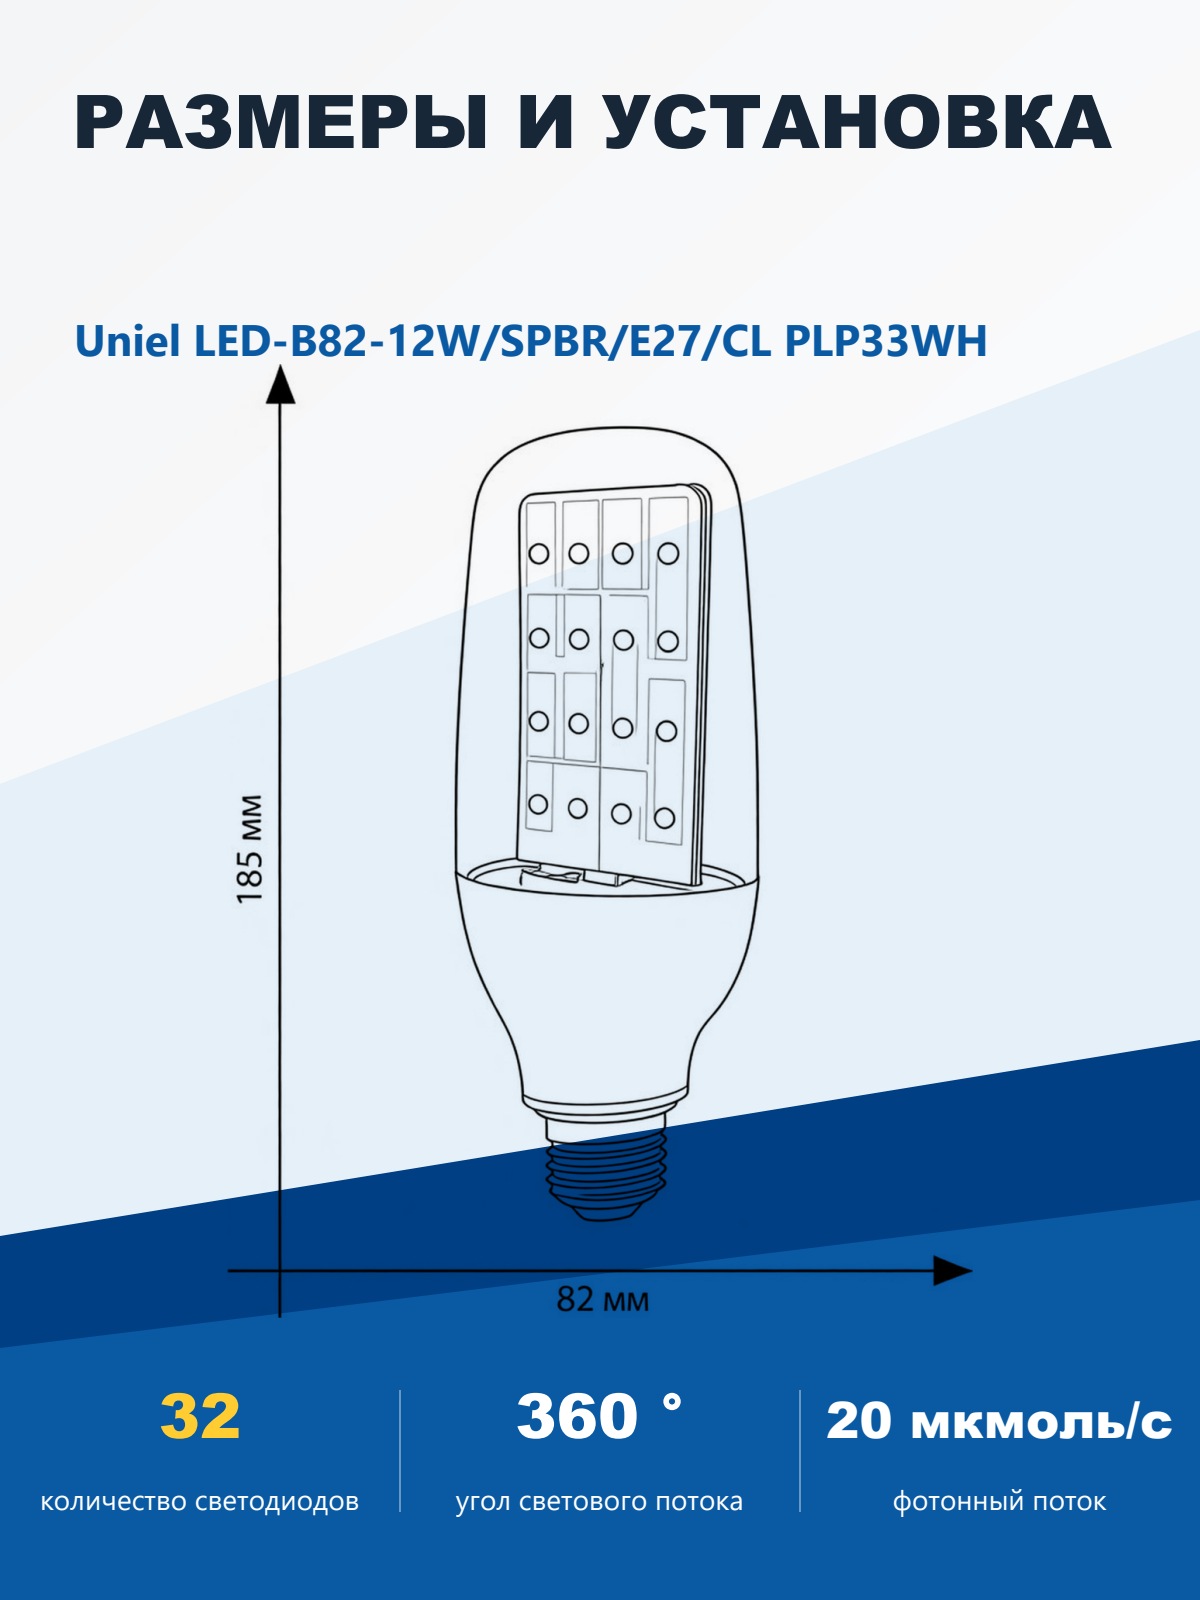 РАЗМЕРЫ И УСТАНОВКА
Uniel LED-B82-12W/SPBR/E27/CL PLP33WH
185 мм
82 мм
32
количество светодиодов
360 °
угол светового потока
20 мкмоль/с
фотонный поток